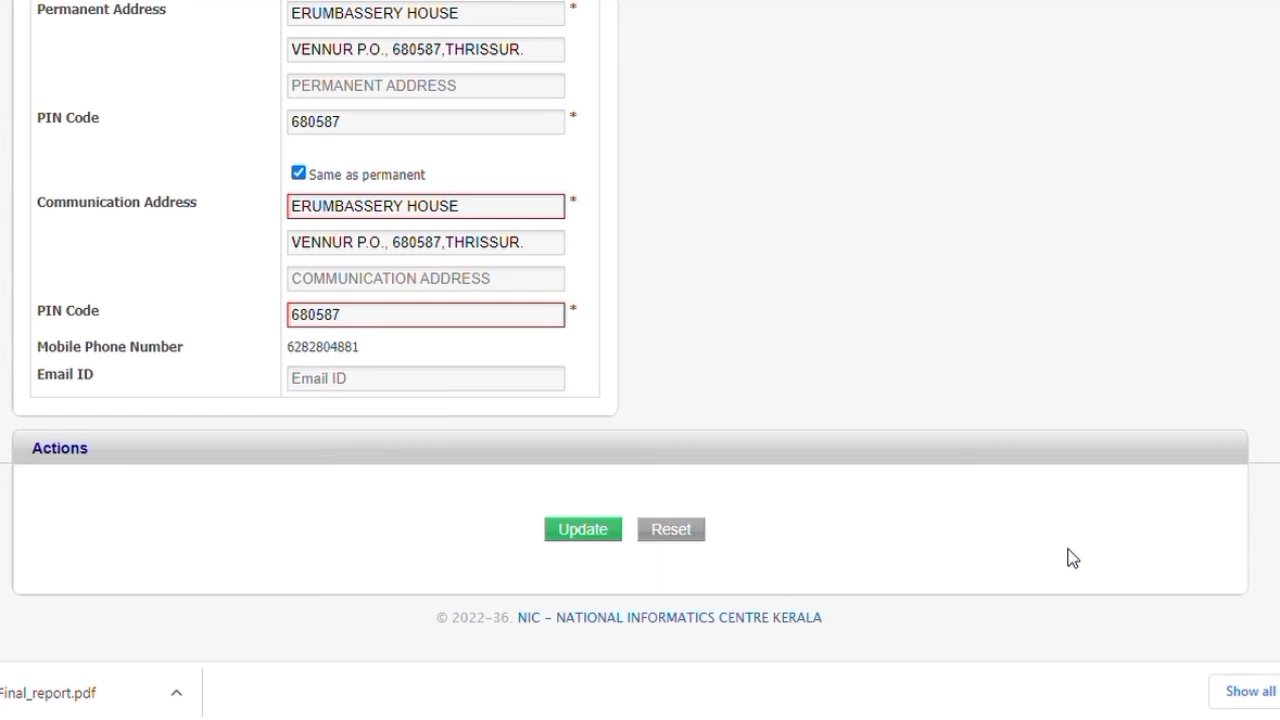 Permanent Address
ERUMBASSERY HOUSE *
VENNUR P.O., 680587,THRISSUR.
PERMANENT ADDRESS
PIN Code
680587 *
Same as permanent
Communication Address
ERUMBASSERY HOUSE *
VENNUR P.O., 680587,THRISSUR.
COMMUNICATION ADDRESS
PIN Code
680587 *
Mobile Phone Number
6282804881
Email ID
Email ID
Actions
Update
Reset
© 2022-36. NIC - NATIONAL INFORMATICS CENTRE KERALA
Final_report.pdf
Show all